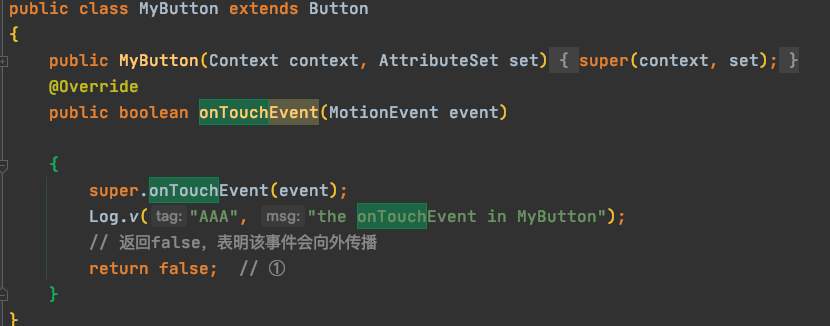 public class MyButton extends Button
{
public MyButton(Context context, AttributeSet set) { super(context, set); }
@Override
public boolean onTouchEvent(MotionEvent event)
{
super.onTouchEvent(event);
Log.v( tag: "AAA", msg: "the onTouchEvent in MyButton");
// 返回false，表明该事件会向外传播
return false;  // ①
}
}